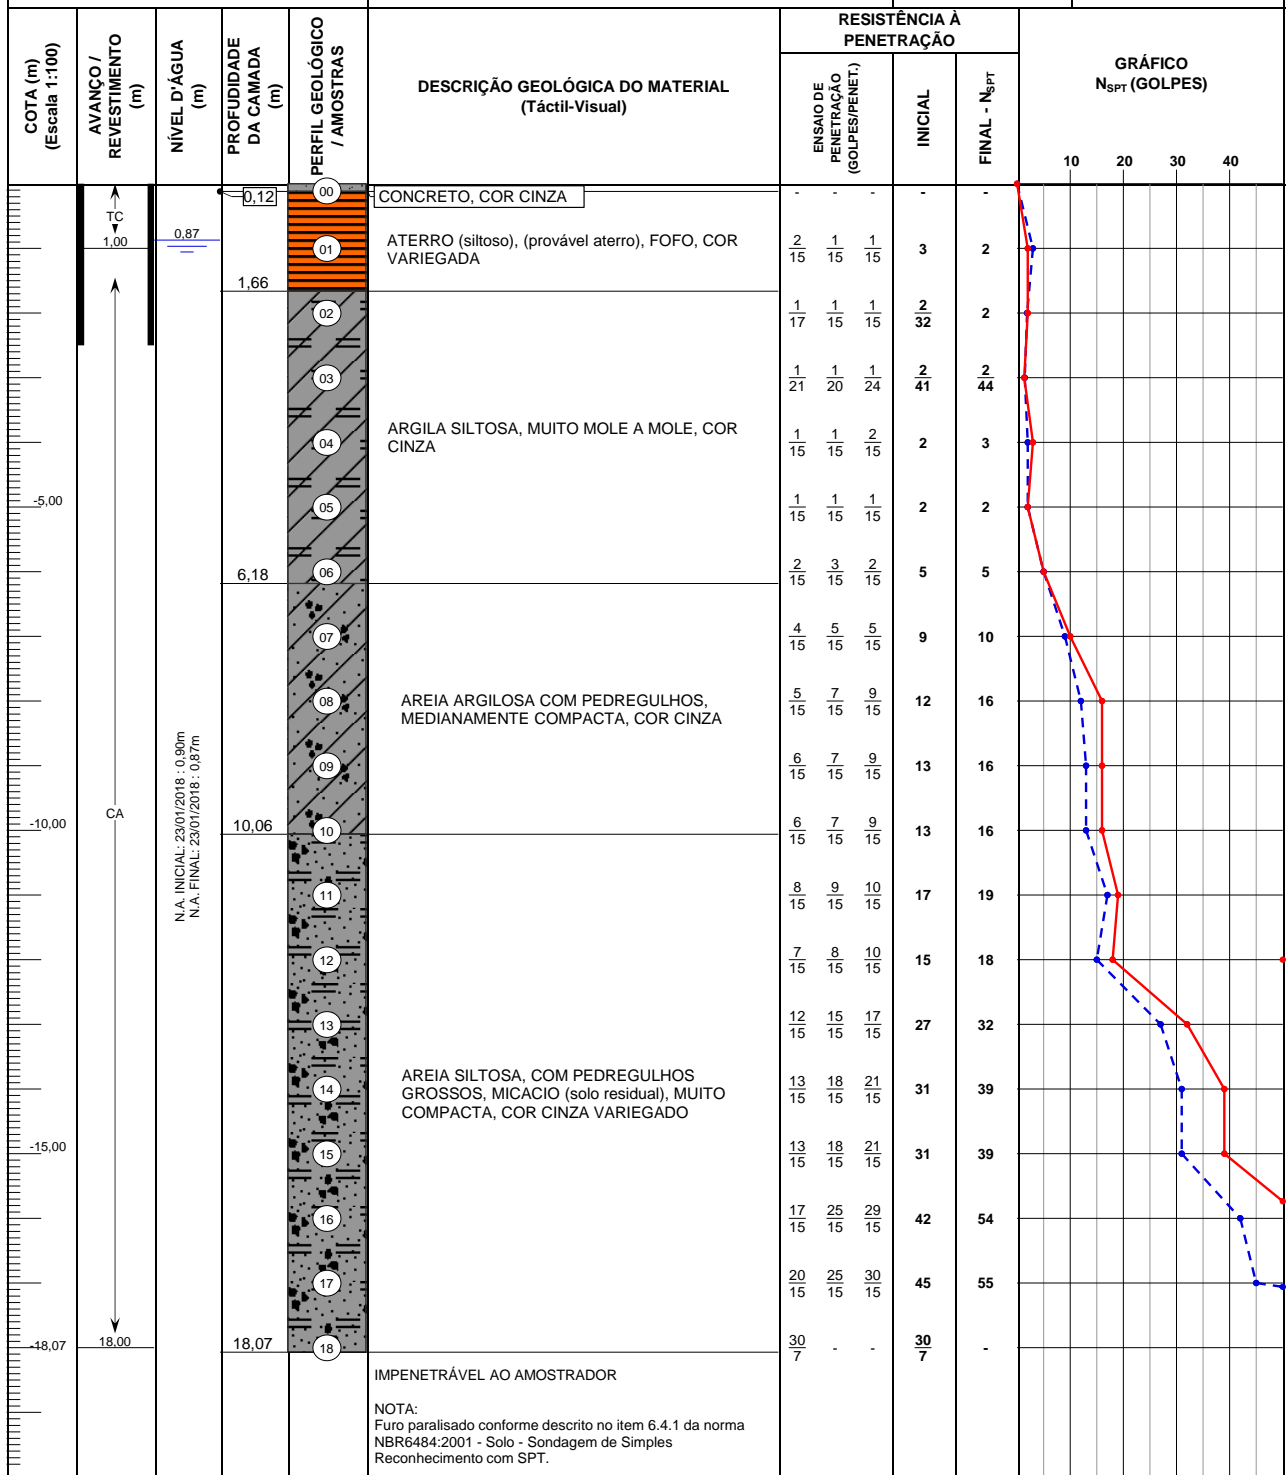 COTA (m)
(Escala 1:100)
AVANÇO /
REVESTIMENTO
(m)
NÍVEL D'ÁGUA
(m)
PROFUDIDADE
DA CAMADA
(m)
PERFIL GEOLÓGICO
/ AMOSTRAS
DESCRIÇÃO GEOLÓGICA DO MATERIAL
(Táctil-Visual)
RESISTÊNCIA À
PENETRAÇÃO
ENSAIO DE
PENETRAÇÃO
(GOLPES/PENET.)
INICIAL
FINAL - NSPT
GRÁFICO
NSPT (GOLPES)
10 20 30 40
0,12 00 CONCRETO, COR CINZA - - - - -
TC
1,00
0,87
01 ATERRO (siltoso), (provável aterro), FOFO, COR
VARIEGADA
2/15 1/15 1/15 3 2
1,66
02 1/17 1/15 1/15 2/32 2
03 1/21 1/20 1/24 2/41 2/44
ARGILA SILTOSA, MUITO MOLE A MOLE, COR
CINZA
04 1/15 1/15 2/15 2 3
-5,00 05 1/15 1/15 1/15 2 2
06 2/15 3/15 2/15 5 5
6,18
07 4/15 5/15 5/15 9 10
AREIA ARGILOSA COM PEDREGULHOS,
MEDIANAMENTE COMPACTA, COR CINZA
08 5/15 7/15 9/15 12 16
09 6/15 7/15 9/15 13 16
CA
N.A. INICIAL: 23/01/2018 : 0,90m
N.A. FINAL: 23/01/2018 : 0,87m
-10,00 10,06 10 6/15 7/15 9/15 13 16
11 8/15 9/15 10/15 17 19
12 7/15 8/15 10/15 15 18
13 12/15 15/15 17/15 27 32
AREIA SILTOSA, COM PEDREGULHOS
GROSSOS, MICACIO (solo residual), MUITO
COMPACTA, COR CINZA VARIEGADO
14 13/15 18/15 21/15 31 39
-15,00 15 13/15 18/15 21/15 31 39
16 17/15 25/15 29/15 42 54
17 20/15 25/15 30/15 45 55
-18,07 18,00 18,07 18 30/7 - - 30/7 -
IMPENETRÁVEL AO AMOSTRADOR
NOTA:
Furo paralisado conforme descrito no item 6.4.1 da norma
NBR6484:2001 - Solo - Sondagem de Simples
Reconhecimento com SPT.